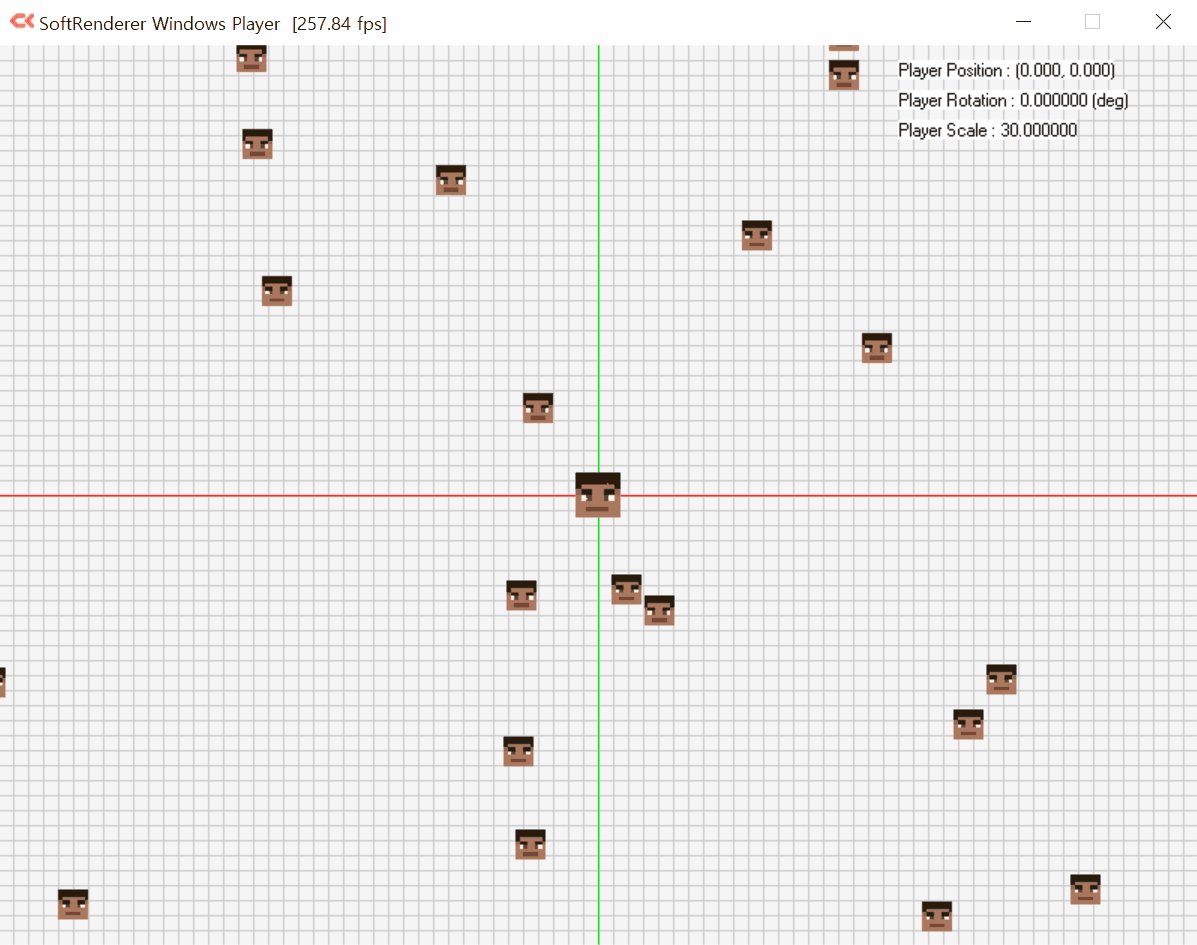 SoftRenderer Windows Player [257.84 fps]
Player Position : (0.000, 0.000)
Player Rotation : 0.000000 (deg)
Player Scale : 30.000000